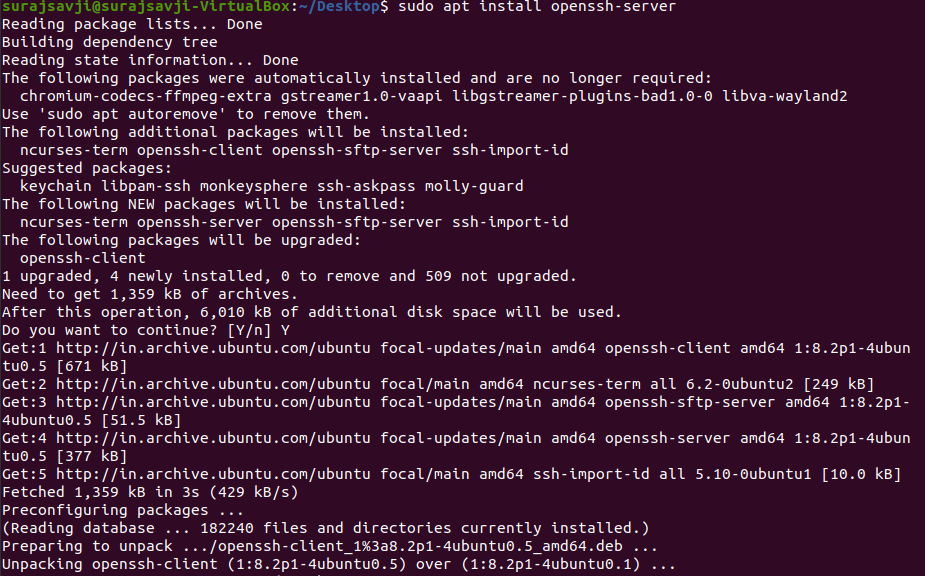 surajsavji@surajsavji-VirtualBox:~/Desktop$ sudo apt install openssh-server
Reading package lists... Done
Building dependency tree
Reading state information... Done
The following packages were automatically installed and are no longer required:
  chromium-codecs-ffmpeg-extra gstreamer1.0-vaapi libgstreamer-plugins-bad1.0-0 libva-wayland2
Use 'sudo apt autoremove' to remove them.
The following additional packages will be installed:
  ncurses-term openssh-client openssh-sftp-server ssh-import-id
Suggested packages:
  keychain libpam-ssh monkeysphere ssh-askpass molly-guard
The following NEW packages will be installed:
  ncurses-term openssh-server openssh-sftp-server ssh-import-id
The following packages will be upgraded:
  openssh-client
1 upgraded, 4 newly installed, 0 to remove and 509 not upgraded.
Need to get 1,359 kB of archives.
After this operation, 6,010 kB of additional disk space will be used.
Do you want to continue? [Y/n] Y
Get:1 http://in.archive.ubuntu.com/ubuntu focal-updates/main amd64 openssh-client amd64 1:8.2p1-4ubun
tu0.5 [671 kB]
Get:2 http://in.archive.ubuntu.com/ubuntu focal/main amd64 ncurses-term all 6.2-0ubuntu2 [249 kB]
Get:3 http://in.archive.ubuntu.com/ubuntu focal-updates/main amd64 openssh-sftp-server amd64 1:8.2p1-
4ubuntu0.5 [51.5 kB]
Get:4 http://in.archive.ubuntu.com/ubuntu focal-updates/main amd64 openssh-server amd64 1:8.2p1-4ubun
tu0.5 [377 kB]
Get:5 http://in.archive.ubuntu.com/ubuntu focal/main amd64 ssh-import-id all 5.10-0ubuntu1 [10.0 kB]
Fetched 1,359 kB in 3s (429 kB/s)
Preconfiguring packages ...
(Reading database ... 182240 files and directories currently installed.)
Preparing to unpack .../openssh-client_1%3a8.2p1-4ubuntu0.5_amd64.deb ...
Unpacking openssh-client (1:8.2p1-4ubuntu0.5) over (1:8.2p1-4ubuntu0.1) ...